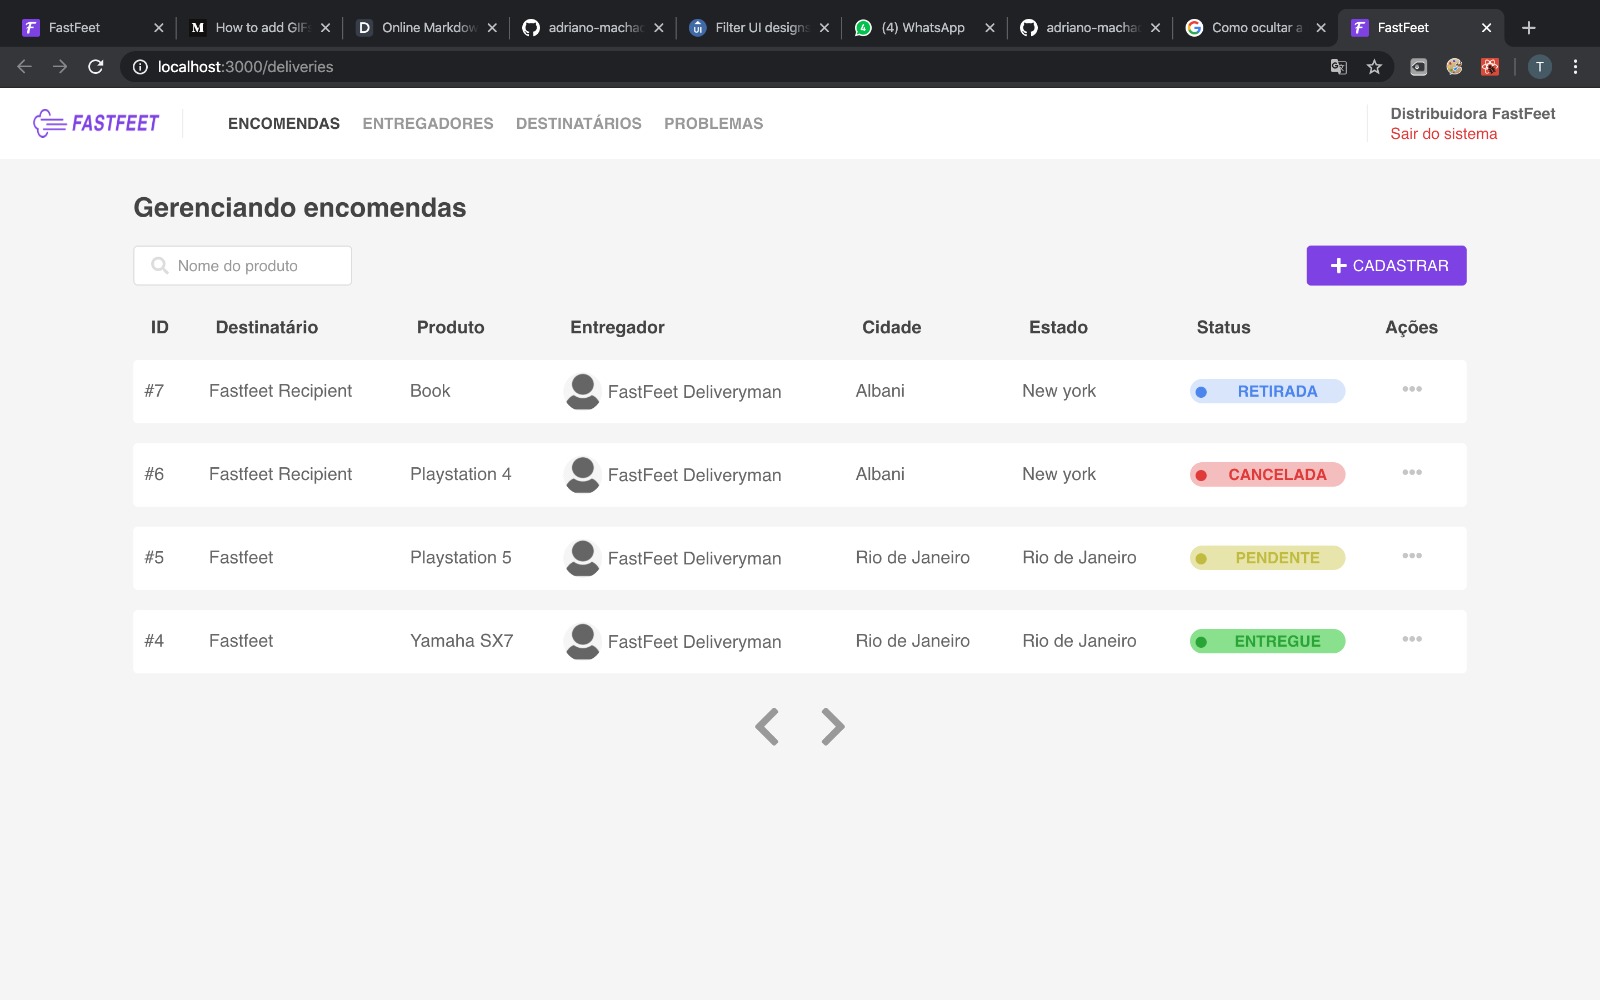 FastFeet
How to add GIFs
Online Markdow
adriano-macha
Filter UI designs
(4) WhatsApp
adriano-macha
Como ocultar a
FastFeet
localhost:3000/deliveries
T
FASTFEET
ENCOMENDAS
ENTREGADORES
DESTINATÁRIOS
PROBLEMAS
Distribuidora FastFeet
Sair do sistema
Gerenciando encomendas
Nome do produto
CADASTRAR
ID Destinatário Produto Entregador Cidade Estado Status Ações
#7 Fastfeet Recipient Book FastFeet Deliveryman Albani New york RETIRADA
#6 Fastfeet Recipient Playstation 4 FastFeet Deliveryman Albani New york CANCELADA
#5 Fastfeet Playstation 5 FastFeet Deliveryman Rio de Janeiro Rio de Janeiro PENDENTE
#4 Fastfeet Yamaha SX7 FastFeet Deliveryman Rio de Janeiro Rio de Janeiro ENTREGUE